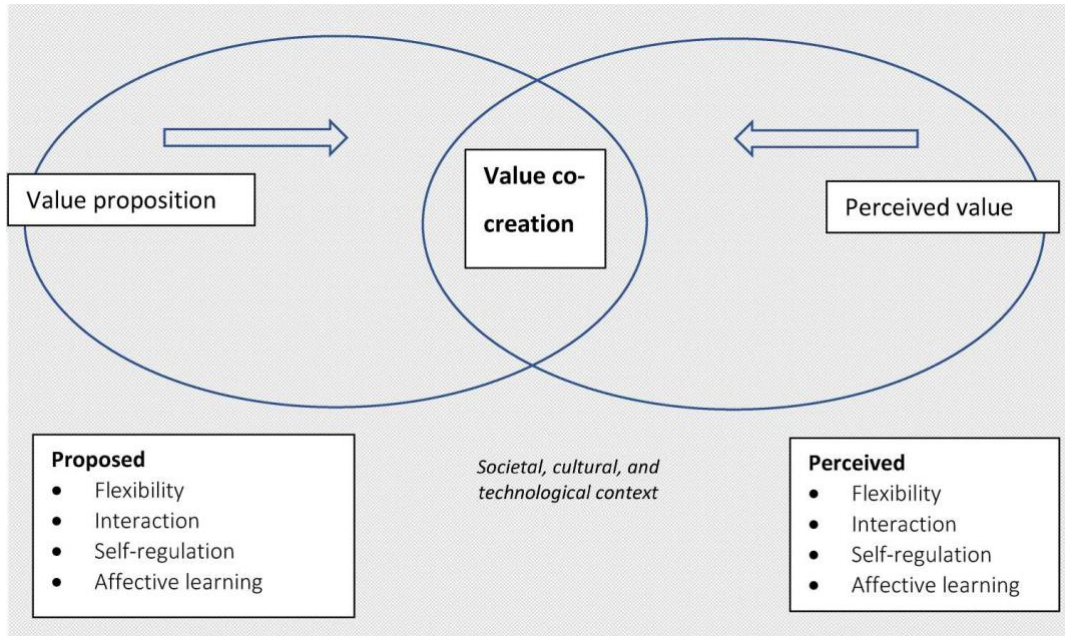 Value proposition
Value co-
creation
Perceived value
Proposed
• Flexibility
• Interaction
• Self-regulation
• Affective learning
Societal, cultural, and
technological context
Perceived
• Flexibility
• Interaction
• Self-regulation
• Affective learning